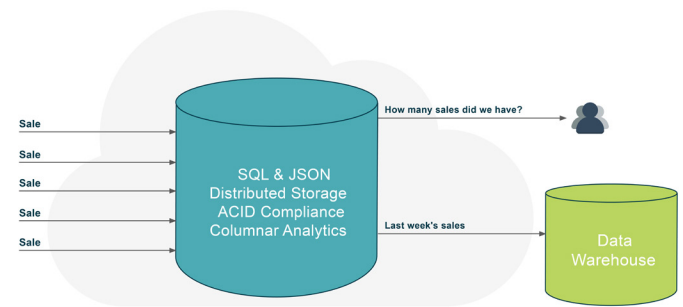 How many sales did we have?
Sale
Sale
SQL & JSON
Distributed Storage
ACID Compliance
Columnar Analytics
Sale
Sale
Last week's sales
Sale
Data
Warehouse